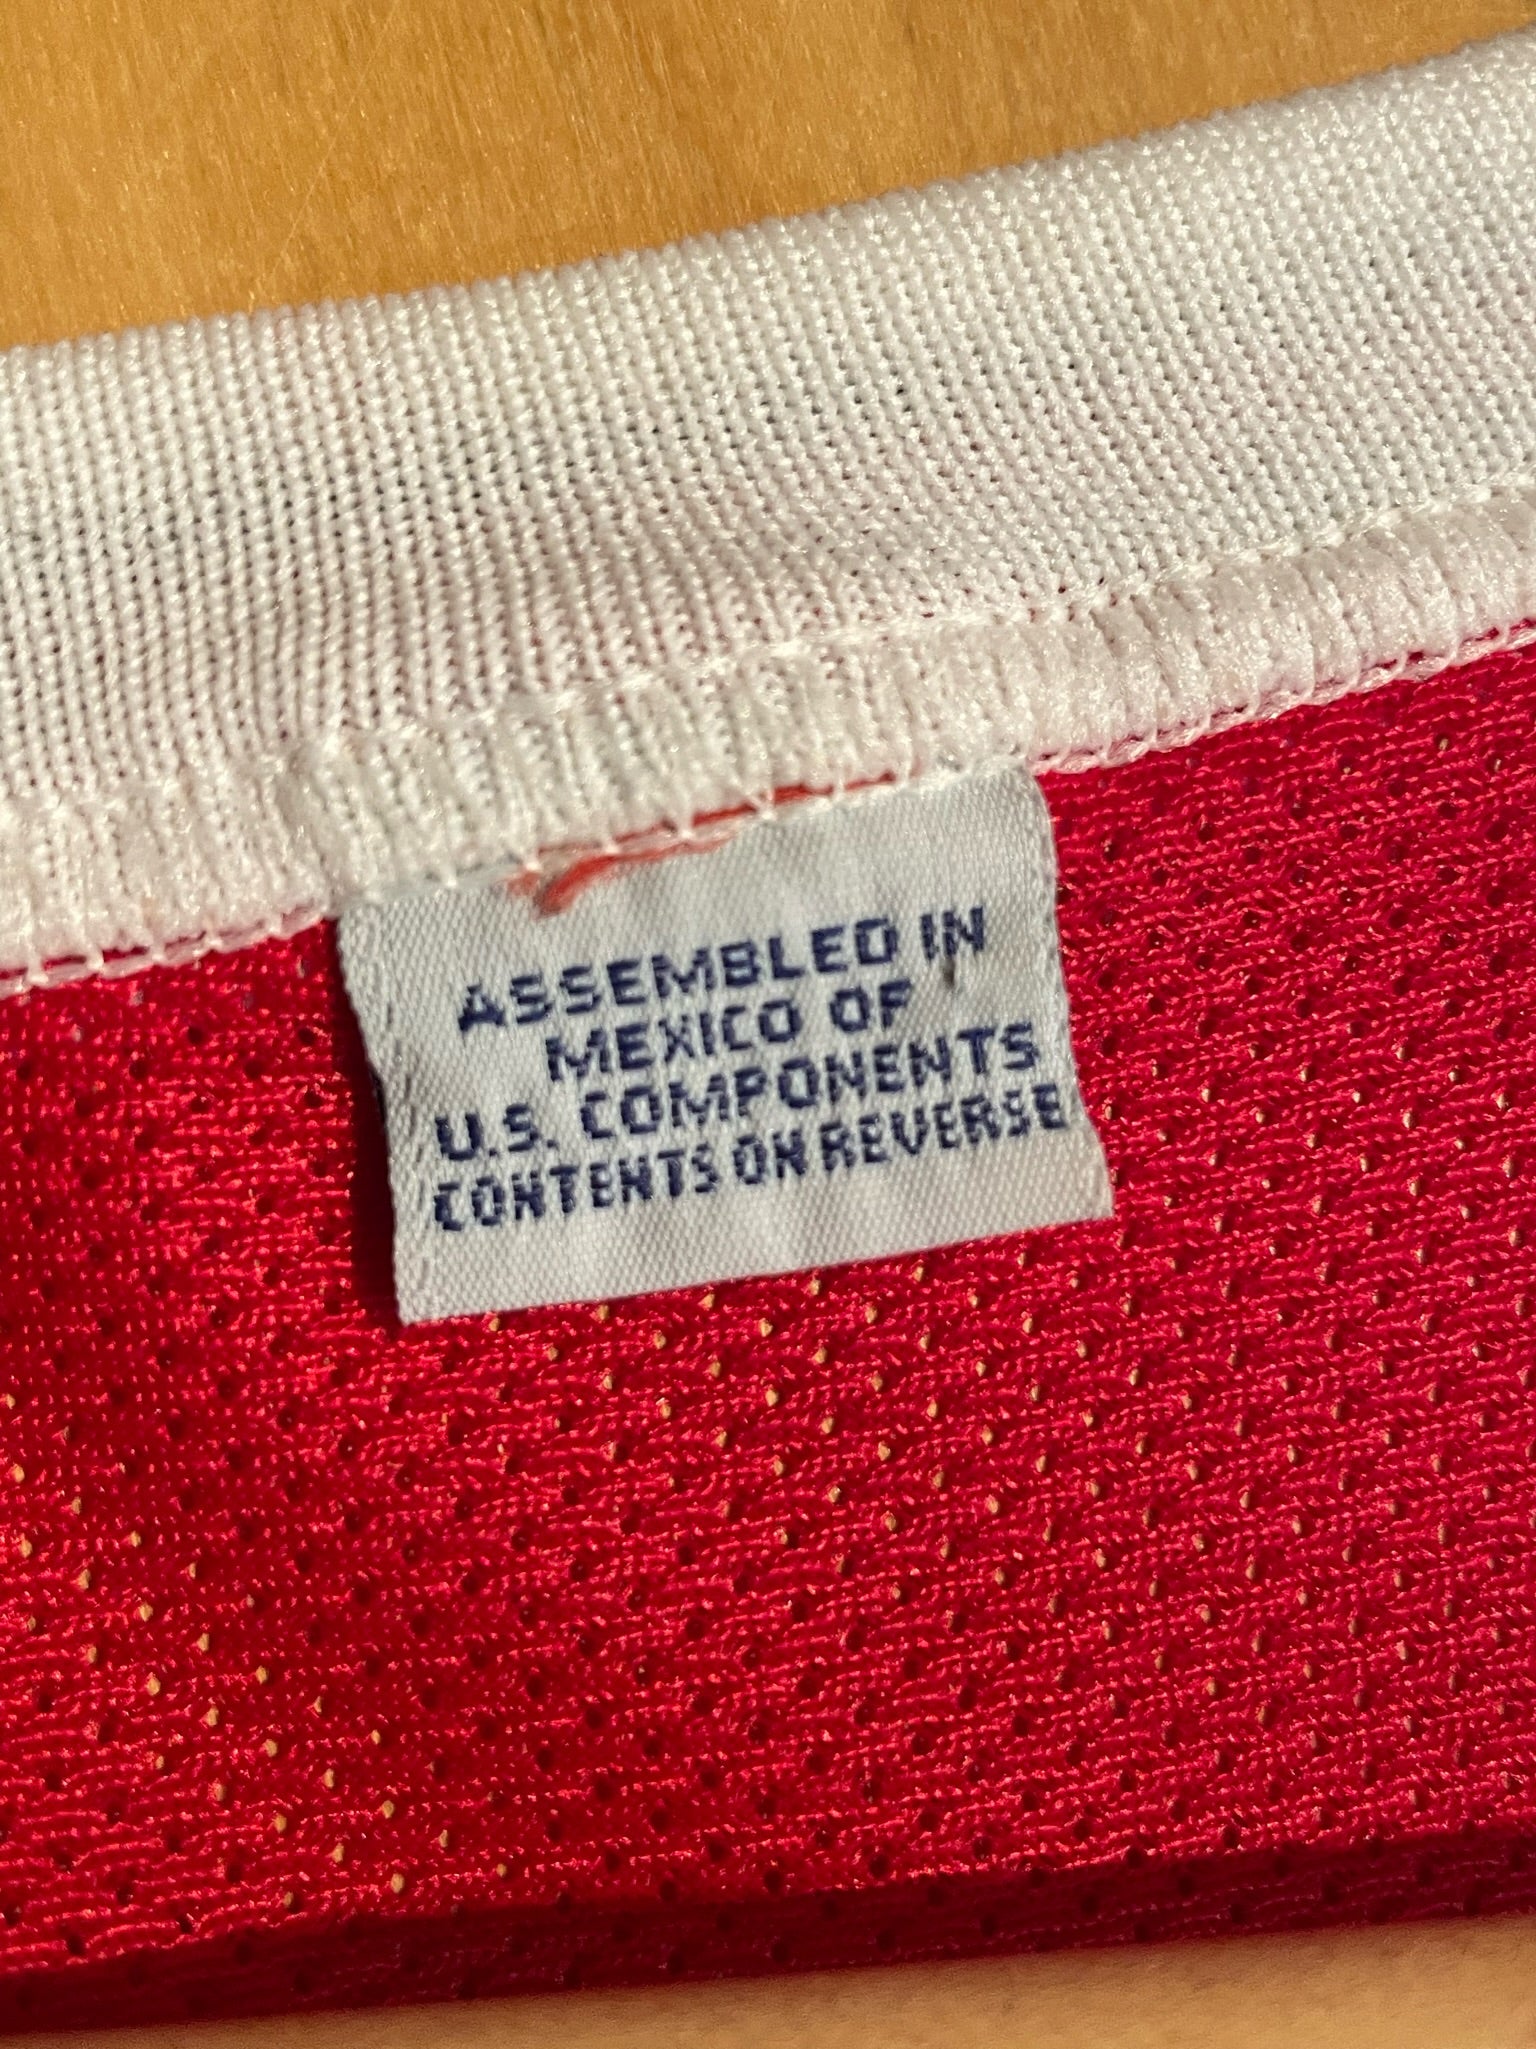 ASSEMBLED IN
MEXICO OF
U.S. COMPONENTS
CONTENTS ON REVERSE